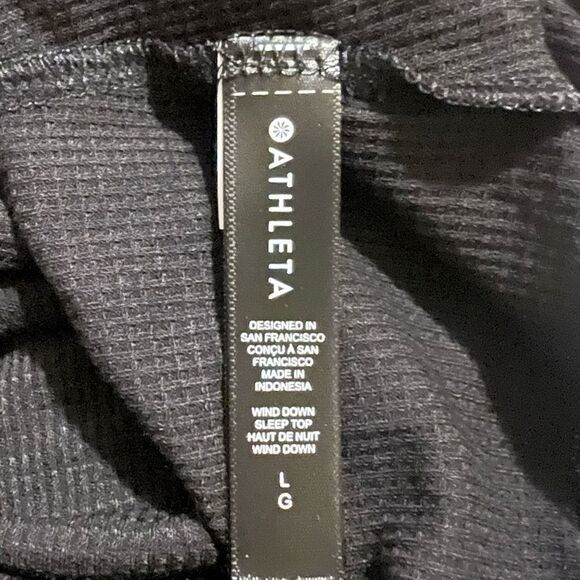 ATHLETA
DESIGNED IN
SAN FRANCISCO
CONÇU À SAN
FRANCISCO
MADE IN
INDONESIA
WIND DOWN
SLEEP TOP
HAUT DE NUIT
WIND DOWN
L
G